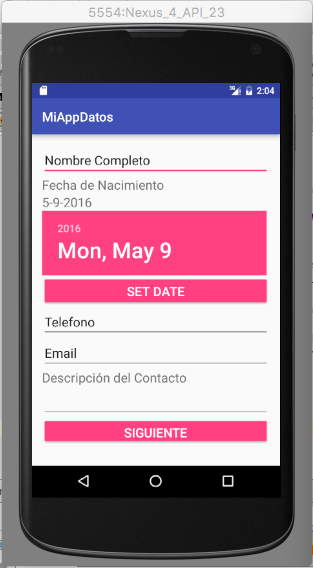 5554:Nexus_4_API_23
3G 2:04
MiAppDatos
Nombre Completo
Fecha de Nacimiento
5-9-2016
2016
Mon, May 9
SET DATE
Telefono
Email
Descripción del Contacto
SIGUIENTE